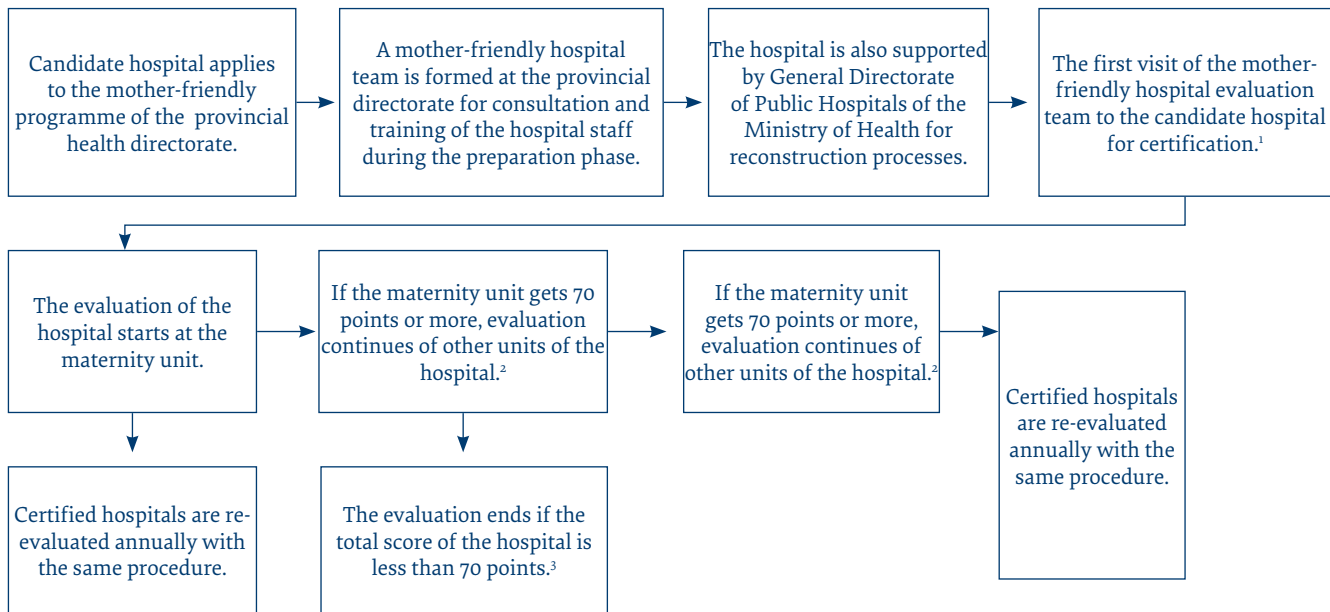 Candidate hospital applies
to the mother-friendly
programme of the provincial
health directorate.
A mother-friendly hospital
team is formed at the provincial
directorate for consultation and
training of the hospital staff
during the preparation phase.
The hospital is also supported
by General Directorate
of Public Hospitals of the
Ministry of Health for
reconstruction processes.
The first visit of the mother-
friendly hospital evaluation
team to the candidate hospital
for certification.¹
The evaluation of the
hospital starts at the
maternity unit.
If the maternity unit gets 70
points or more, evaluation
continues of other units of the
hospital.²
If the maternity unit
gets 70 points or more,
evaluation continues of
other units of the hospital.²
Certified hospitals
are re-evaluated
annually with the
same procedure.
Certified hospitals are re-
evaluated annually with
the same procedure.
The evaluation ends if the
total score of the hospital is
less than 70 points.³